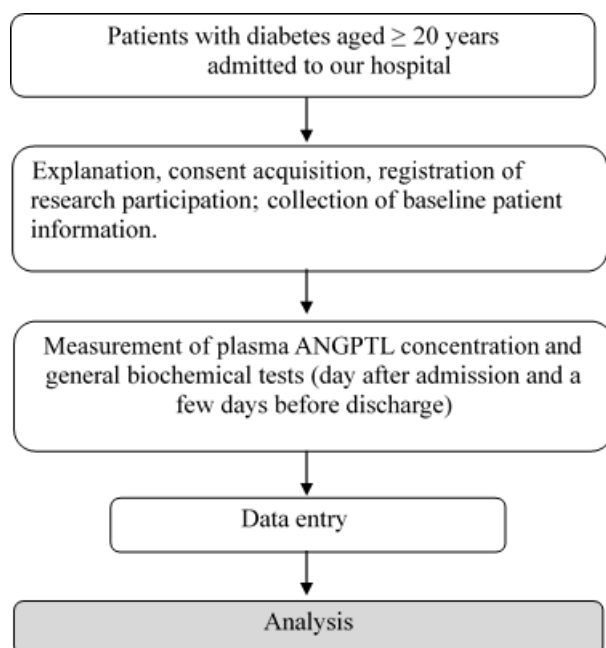 Patients with diabetes aged ≥ 20 years
admitted to our hospital
Explanation, consent acquisition, registration of
research participation; collection of baseline patient
information.
Measurement of plasma ANGPTL concentration and
general biochemical tests (day after admission and a
few days before discharge)
Data entry
Analysis